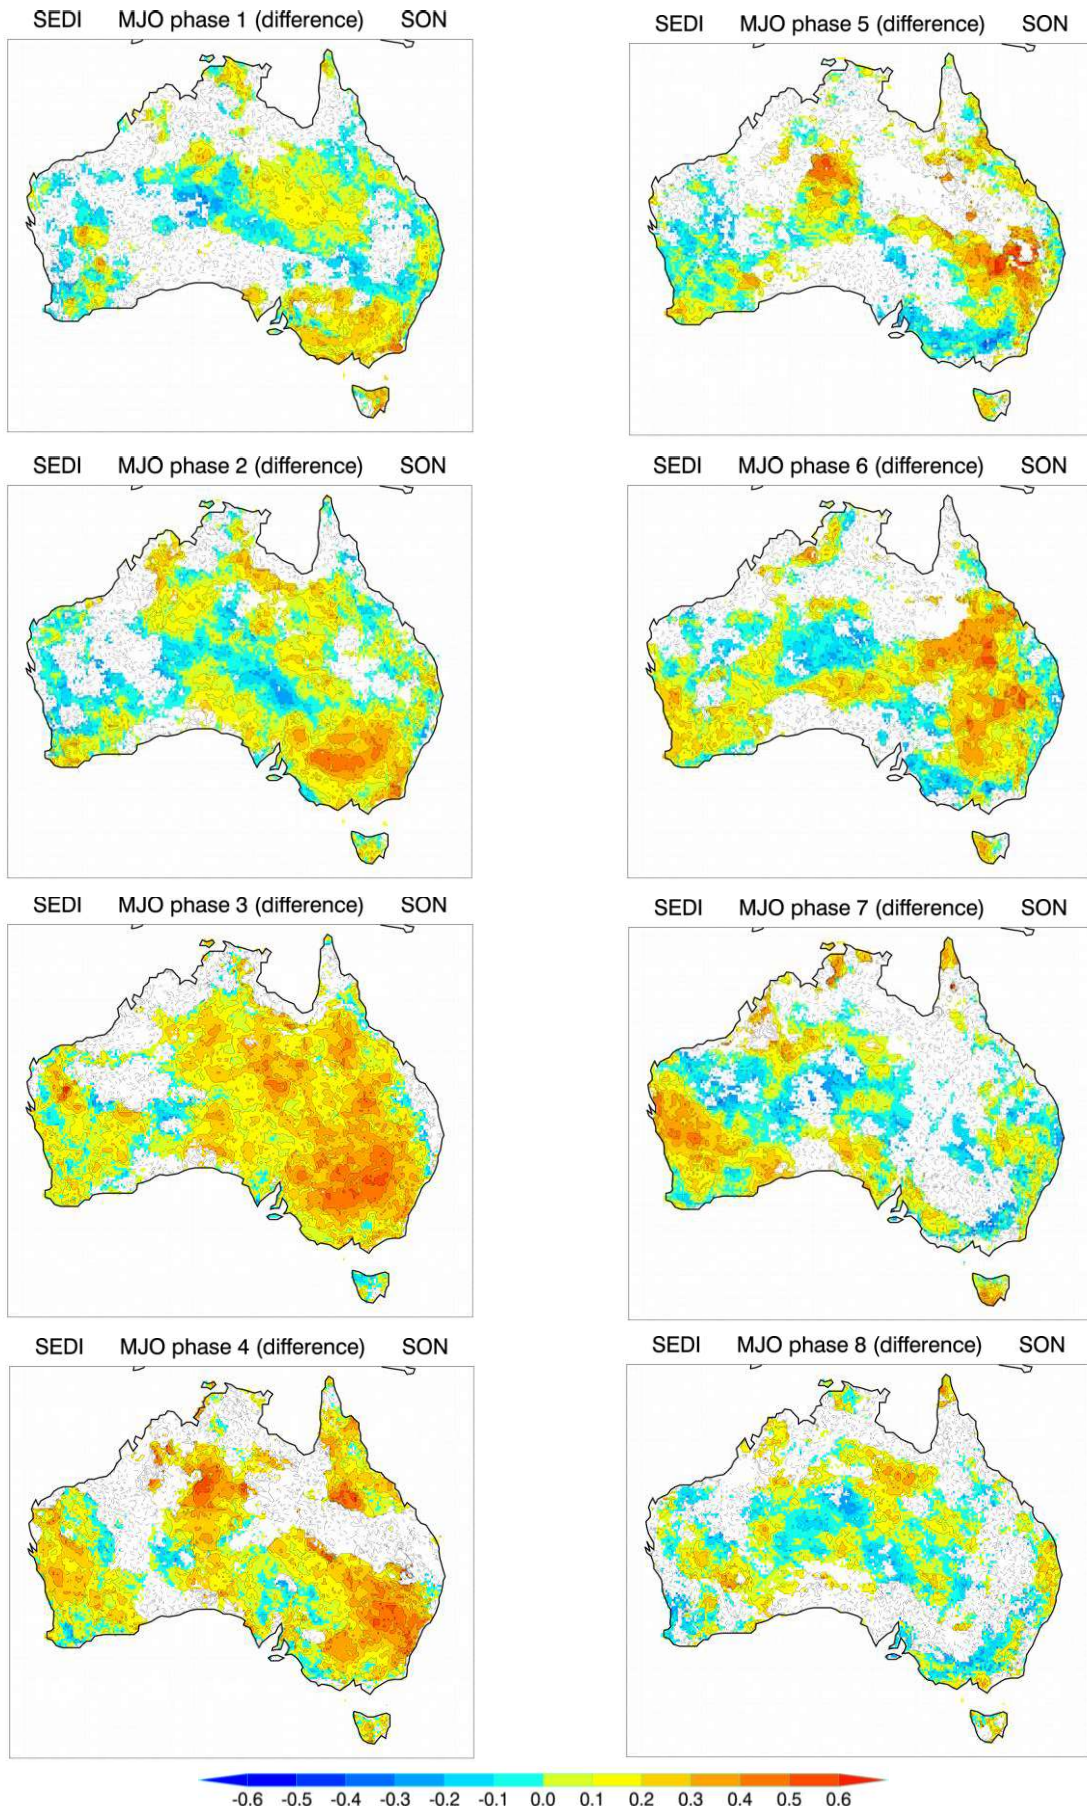 SEDI MJO phase 1 (difference) SON
SEDI MJO phase 5 (difference) SON
SEDI MJO phase 2 (difference) SON
SEDI MJO phase 6 (difference) SON
SEDI MJO phase 3 (difference) SON
SEDI MJO phase 7 (difference) SON
SEDI MJO phase 4 (difference) SON
SEDI MJO phase 8 (difference) SON
-0.6 -0.5 -0.4 -0.3 -0.2 -0.1 0.0 0.1 0.2 0.3 0.4 0.5 0.6